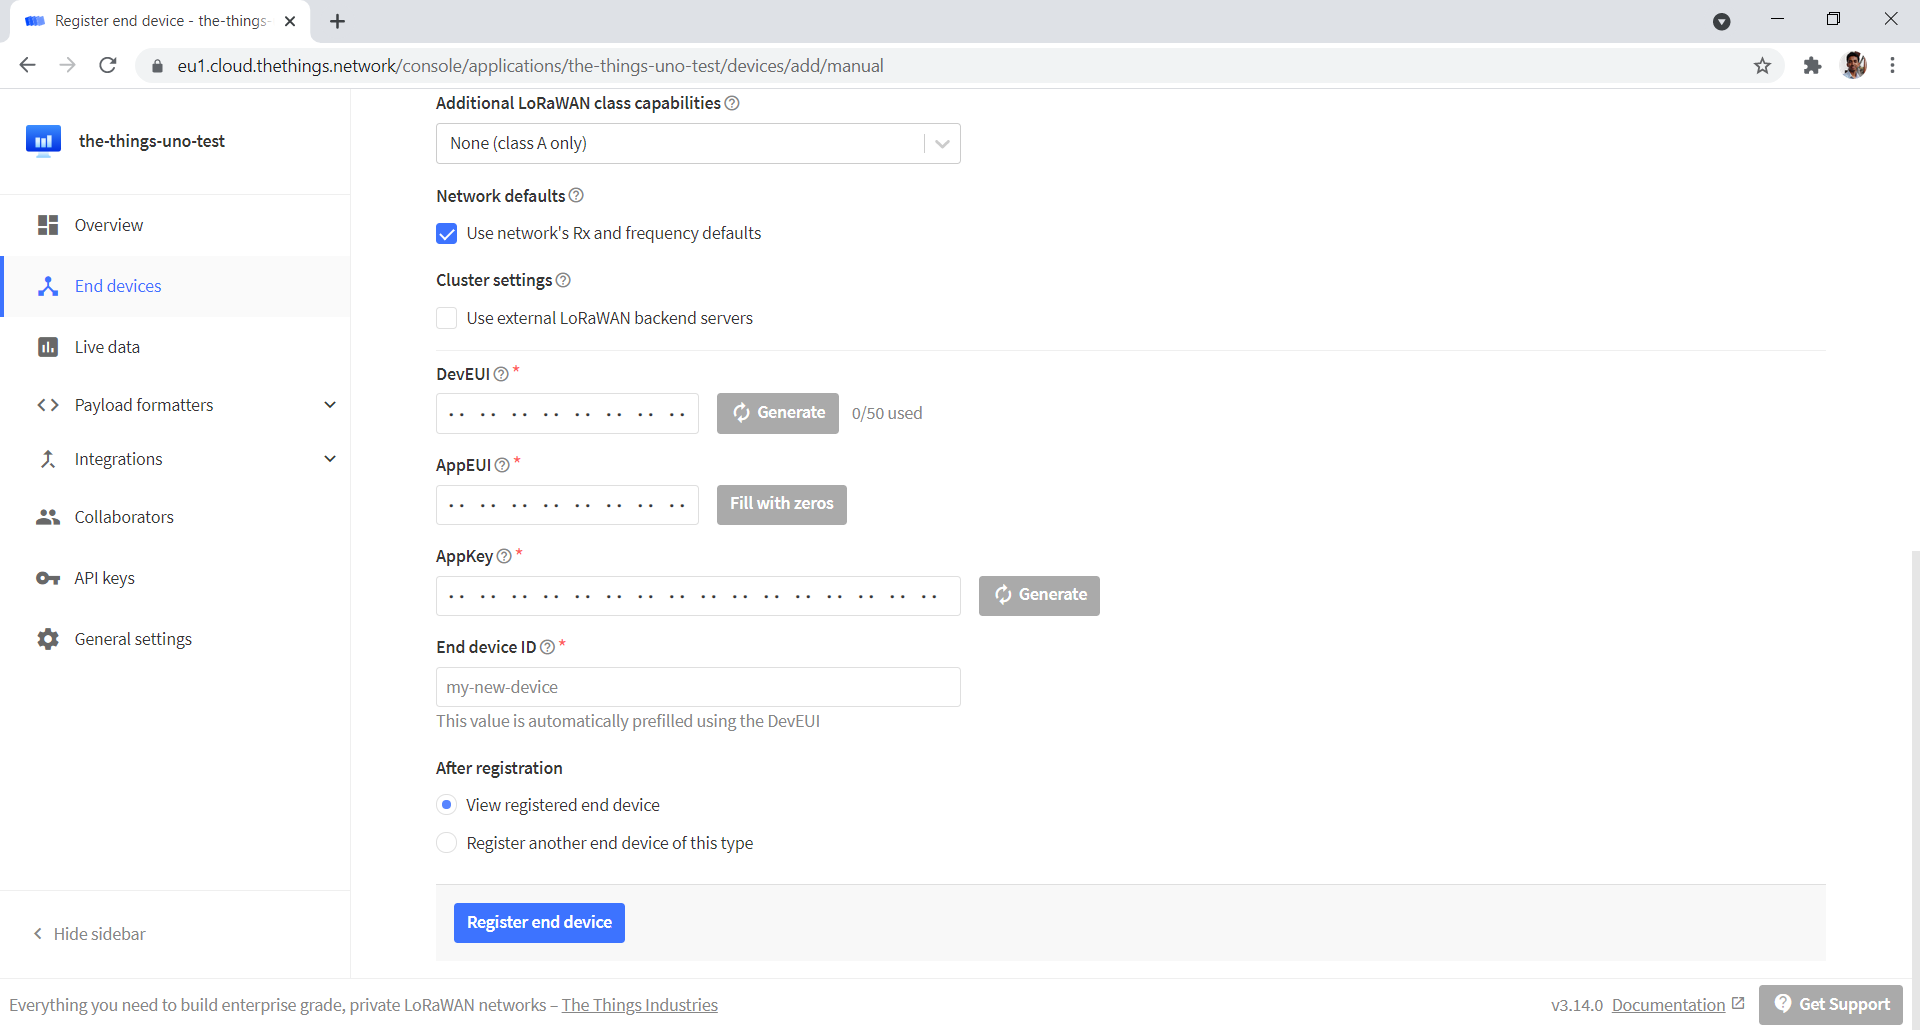 Register end device - the-things-
eu1.cloud.thethings.network/console/applications/the-things-uno-test/devices/add/manual
the-things-uno-test
Overview
End devices
Live data
Payload formatters
Integrations
Collaborators
API keys
General settings
Hide sidebar
Additional LoRaWAN class capabilities
None (class A only)
Network defaults
Use network's Rx and frequency defaults
Cluster settings
Use external LoRaWAN backend servers
DevEUI *
Generate 0/50 used
AppEUI *
Fill with zeros
AppKey *
Generate
End device ID *
my-new-device
This value is automatically prefilled using the DevEUI
After registration
View registered end device
Register another end device of this type
Register end device
Everything you need to build enterprise grade, private LoRaWAN networks – The Things Industries
v3.14.0 Documentation Get Support